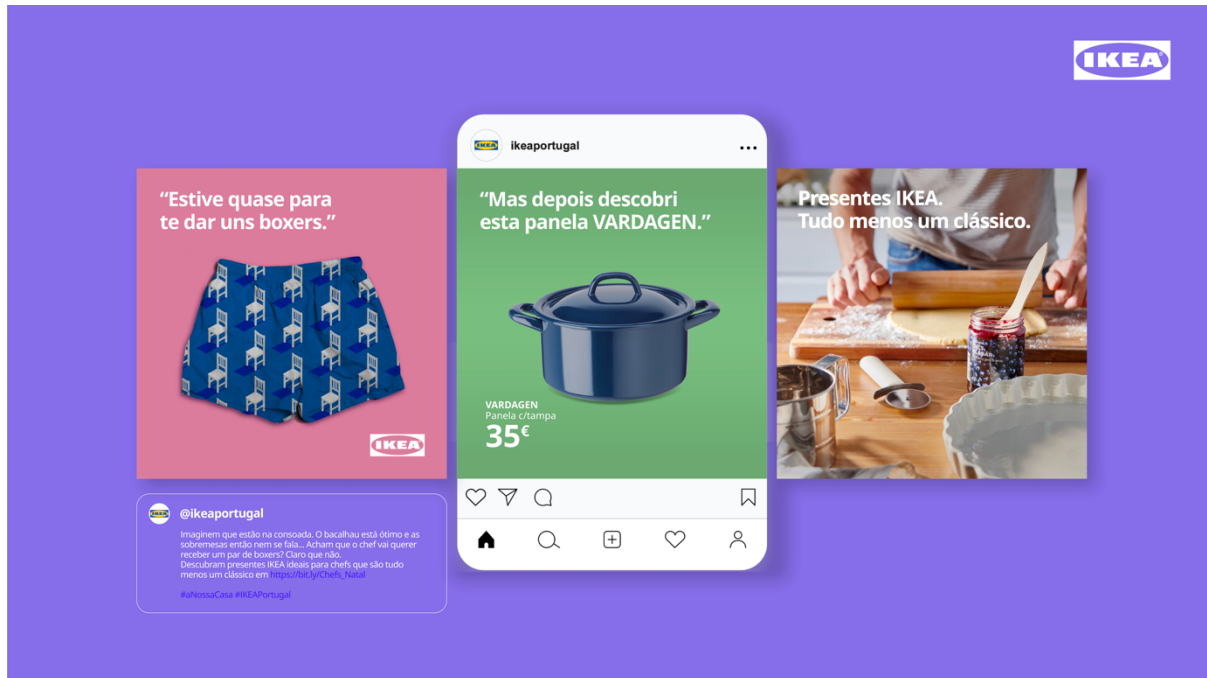 IKEA
ikeaportugal
“Estive quase para
te dar uns boxers.”
IKEA
“Mas depois descobri
esta panela VARDAGEN.”
VARDAGEN
Panela c/tampa
35€
Presentes IKEA.
Tudo menos um clássico.
@ikeaportugal
Imaginem que estão na consoada. O bacalhau está ótimo e as
sobremesas então nem se fala... Acham que o chef vai querer
receber um par de boxers? Claro que não.
Descubram presentes IKEA ideais para chefs que são tudo
menos um clássico em https://bit.ly/Chefs_Natal
#aNossaCasa #IKEAPortugal